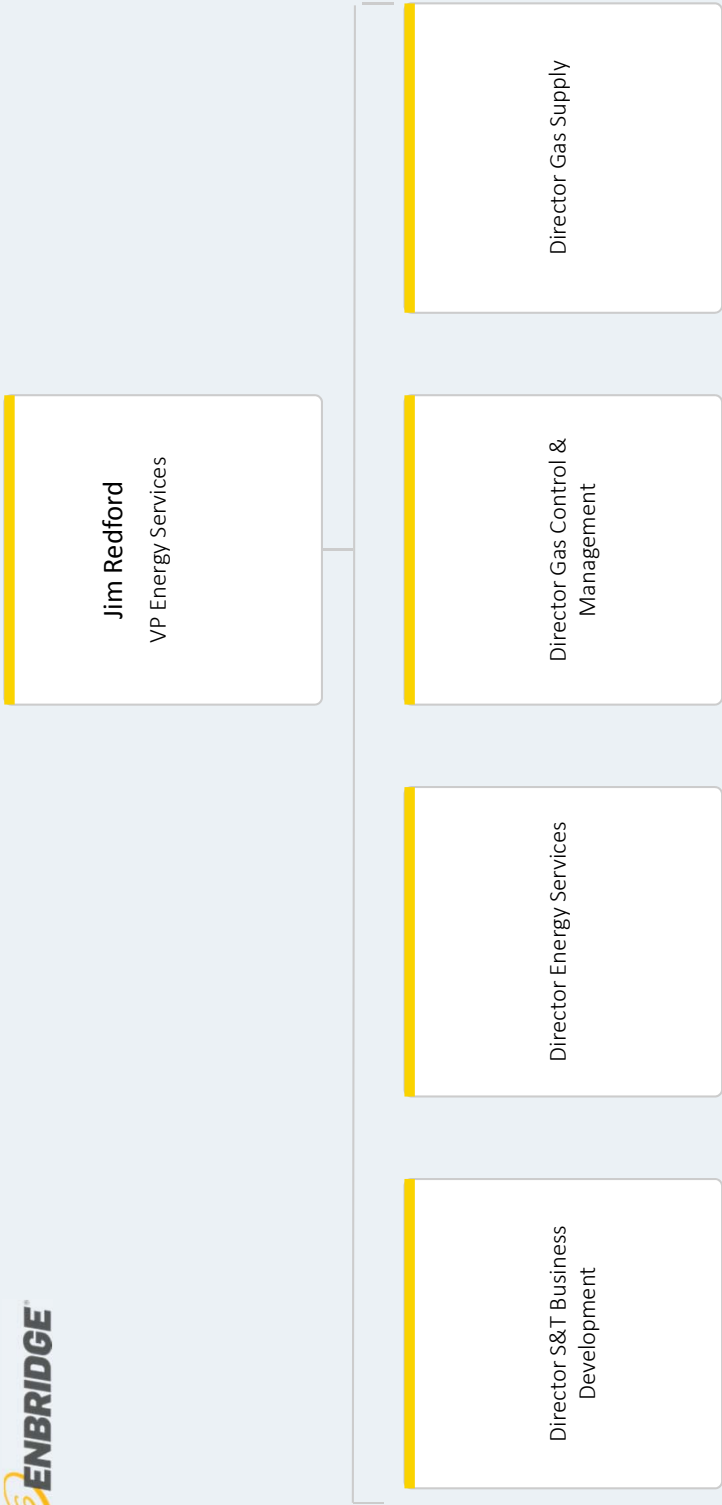 ENBRIDGE®
Jim Redford
VP Energy Services
Director S&T Business
Development
Director Energy Services
Director Gas Control &
Management
Director Gas Supply